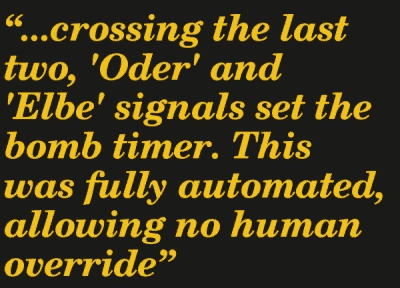 “...crossing the last
two, 'Oder' and
'Elbe' signals set the
bomb timer. This
was fully automated,
allowing no human
override”